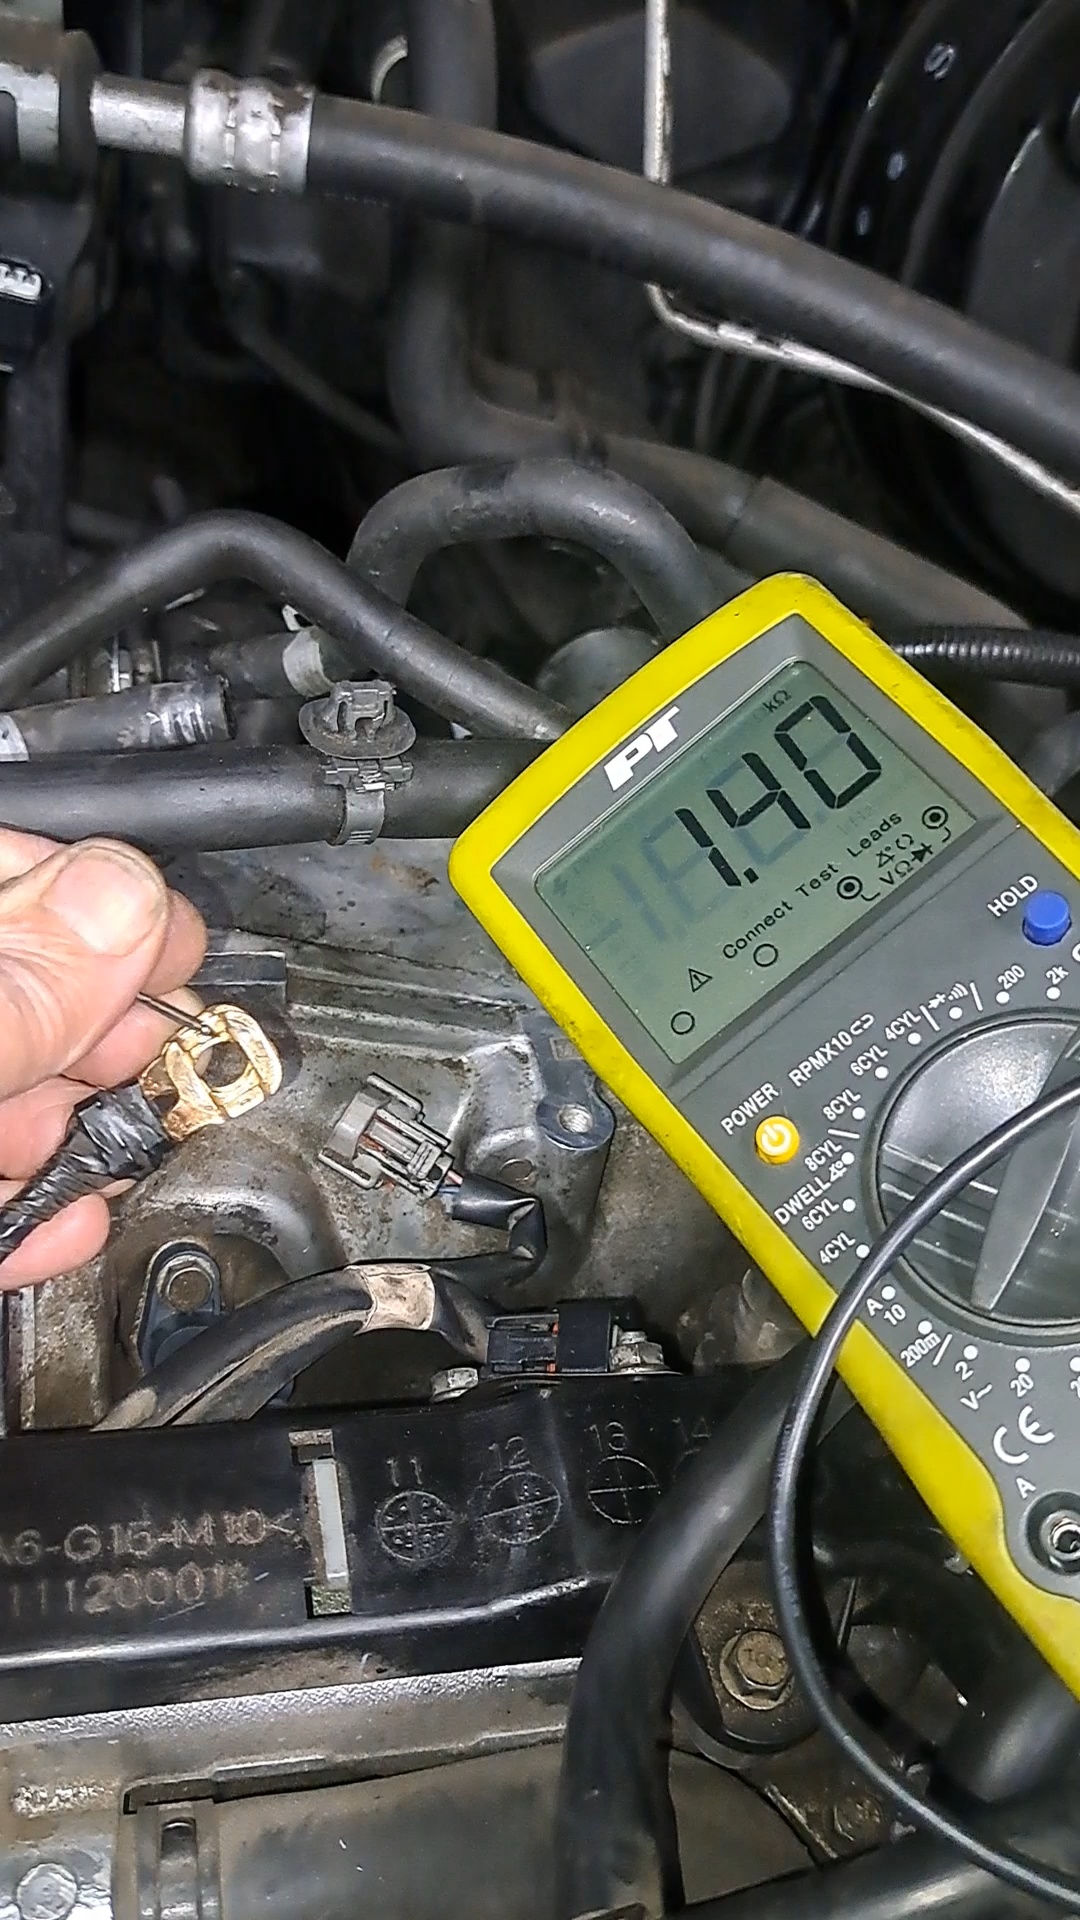 PT
kΩ
1.40
⚠ Connect Test Leads
VΩ
HOLD
POWER
RPMX10
4CYL
200
2k
6CYL
8CYL
8CYL
DWELL
6CYL
4CYL
A
10
200m
2
V~
20
CE
A
11
12
13
14
A6-G15-M10<
11120001